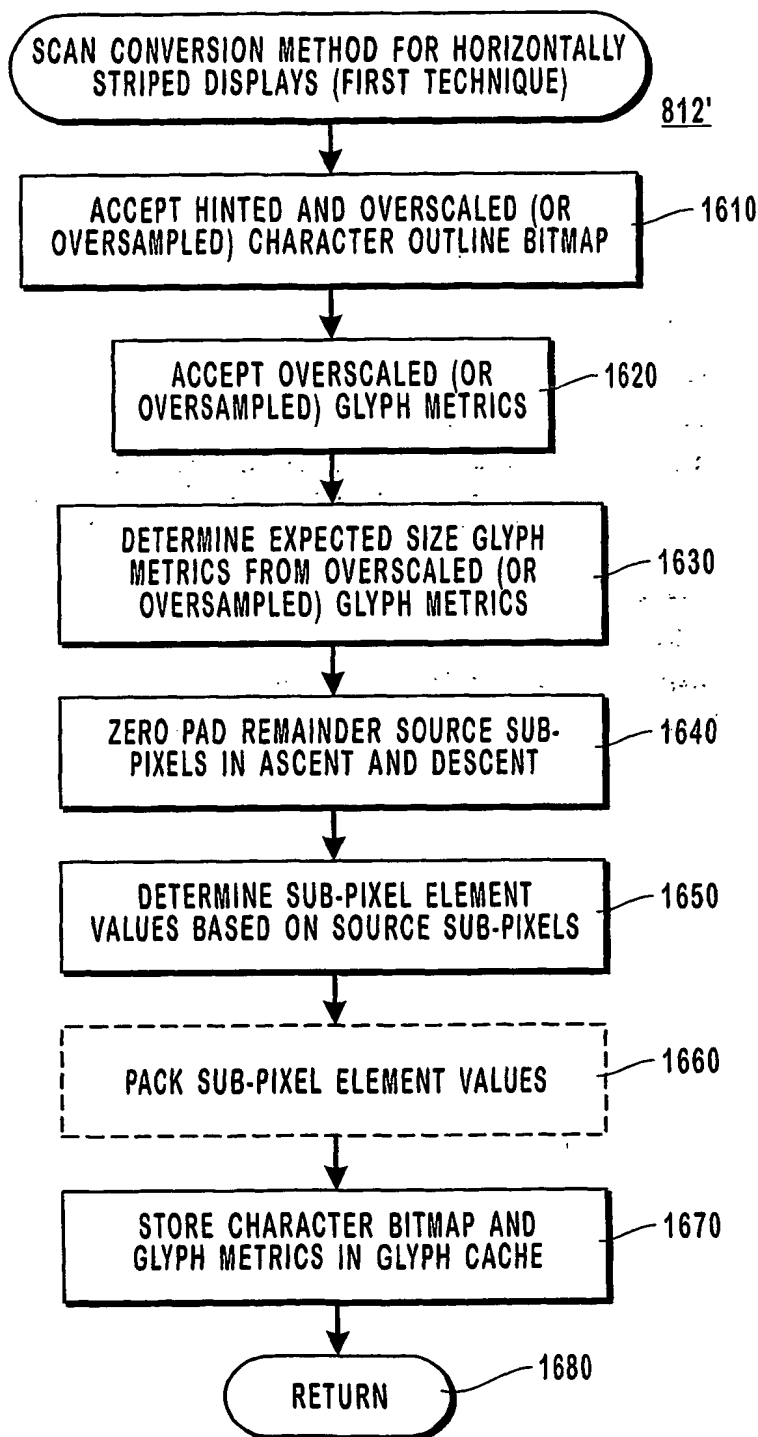 SCAN CONVERSION METHOD FOR HORIZONTALLY
STRIPED DISPLAYS (FIRST TECHNIQUE)
812'
ACCEPT HINTED AND OVERSCALED (OR
OVERSAMPLED) CHARACTER OUTLINE BITMAP
1610
ACCEPT OVERSCALED (OR
OVERSAMPLED) GLYPH METRICS
1620
DETERMINE EXPECTED SIZE GLYPH
METRICS FROM OVERSCALED (OR
OVERSAMPLED) GLYPH METRICS
1630
ZERO PAD REMAINDER SOURCE SUB-
PIXELS IN ASCENT AND DESCENT
1640
DETERMINE SUB-PIXEL ELEMENT
VALUES BASED ON SOURCE SUB-PIXELS
1650
PACK SUB-PIXEL ELEMENT VALUES
1660
STORE CHARACTER BITMAP AND
GLYPH METRICS IN GLYPH CACHE
1670
RETURN
1680